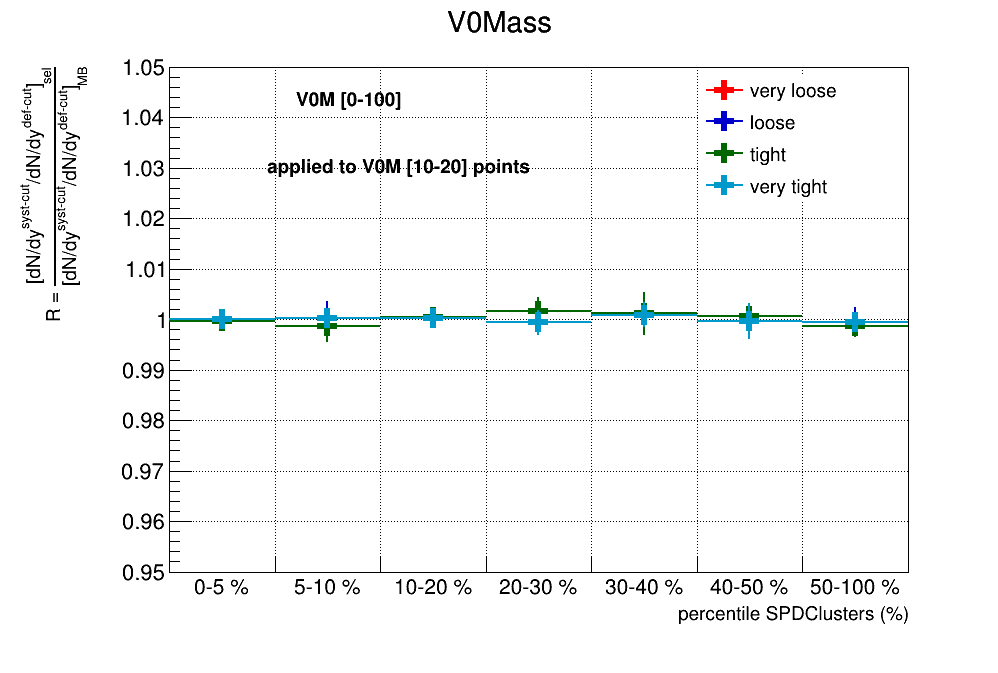 V0Mass
R = [dN/dy^syst-cut/dN/dy^def-cut]_sel
[dN/dy^syst-cut/dN/dy^def-cut]_MB
V0M [0-100]
applied to V0M [10-20] points
very loose
loose
tight
very tight
1.05
1.04
1.03
1.02
1.01
1
0.99
0.98
0.97
0.96
0.95
0-5 % 5-10 % 10-20 % 20-30 % 30-40 % 40-50 % 50-100 %
percentile SPDClusters (%)